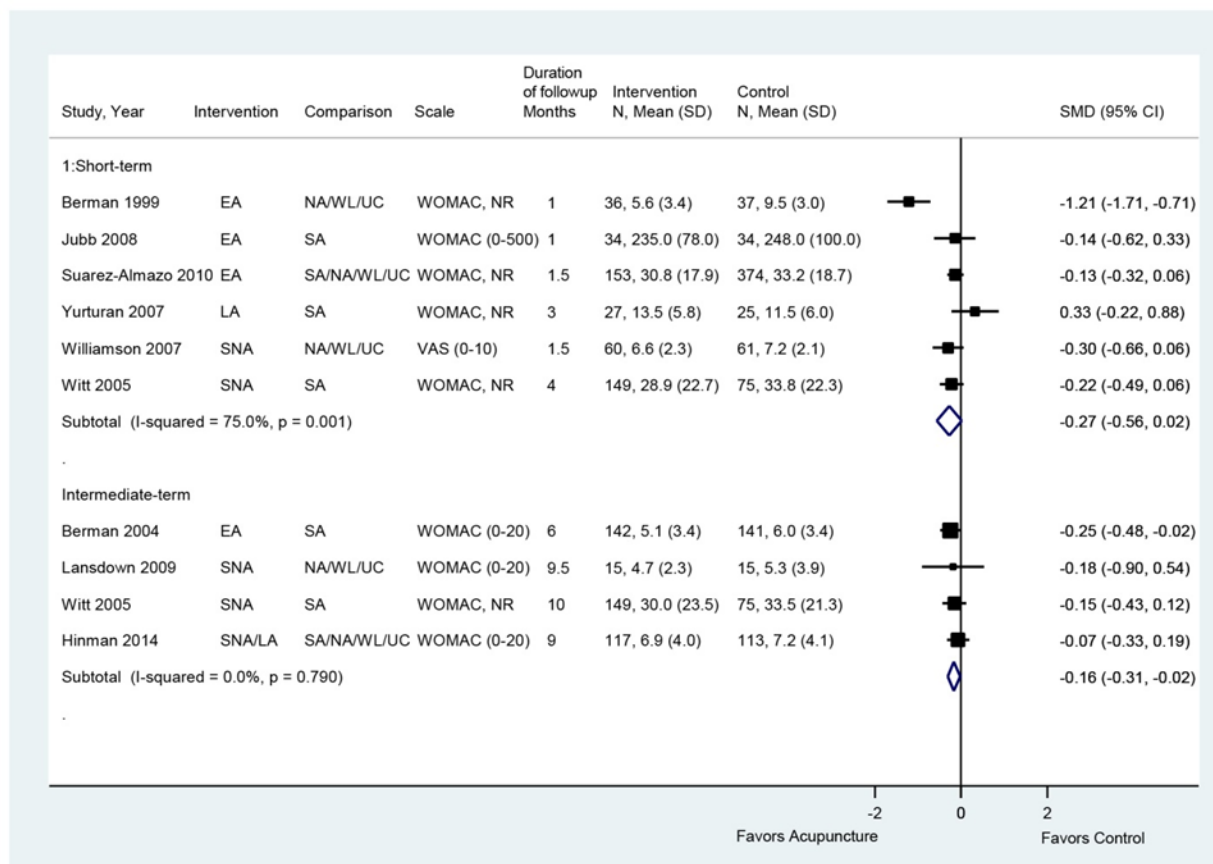 Study, Year Intervention Comparison Scale Duration of followup Months Intervention N, Mean (SD) Control N, Mean (SD) SMD (95% CI)
1:Short-term
Berman 1999 EA NA/WL/UC WOMAC, NR 1 36, 5.6 (3.4) 37, 9.5 (3.0) -1.21 (-1.71, -0.71)
Jubb 2008 EA SA WOMAC (0-500) 1 34, 235.0 (78.0) 34, 248.0 (100.0) -0.14 (-0.62, 0.33)
Suarez-Almazo 2010 EA SA/NA/WL/UC WOMAC, NR 1.5 153, 30.8 (17.9) 374, 33.2 (18.7) -0.13 (-0.32, 0.06)
Yurturan 2007 LA SA WOMAC, NR 3 27, 13.5 (5.8) 25, 11.5 (6.0) 0.33 (-0.22, 0.88)
Williamson 2007 SNA NA/WL/UC VAS (0-10) 1.5 60, 6.6 (2.3) 61, 7.2 (2.1) -0.30 (-0.66, 0.06)
Witt 2005 SNA SA WOMAC, NR 4 149, 28.9 (22.7) 75, 33.8 (22.3) -0.22 (-0.49, 0.06)
Subtotal (I-squared = 75.0%, p = 0.001) -0.27 (-0.56, 0.02)
.
Intermediate-term
Berman 2004 EA SA WOMAC (0-20) 6 142, 5.1 (3.4) 141, 6.0 (3.4) -0.25 (-0.48, -0.02)
Lansdown 2009 SNA NA/WL/UC WOMAC (0-20) 9.5 15, 4.7 (2.3) 15, 5.3 (3.9) -0.18 (-0.90, 0.54)
Witt 2005 SNA SA WOMAC, NR 10 149, 30.0 (23.5) 75, 33.5 (21.3) -0.15 (-0.43, 0.12)
Hinman 2014 SNA/LA SA/NA/WL/UC WOMAC (0-20) 9 117, 6.9 (4.0) 113, 7.2 (4.1) -0.07 (-0.33, 0.19)
Subtotal (I-squared = 0.0%, p = 0.790) -0.16 (-0.31, -0.02)
.
-2 0 2
Favors Acupuncture Favors Control